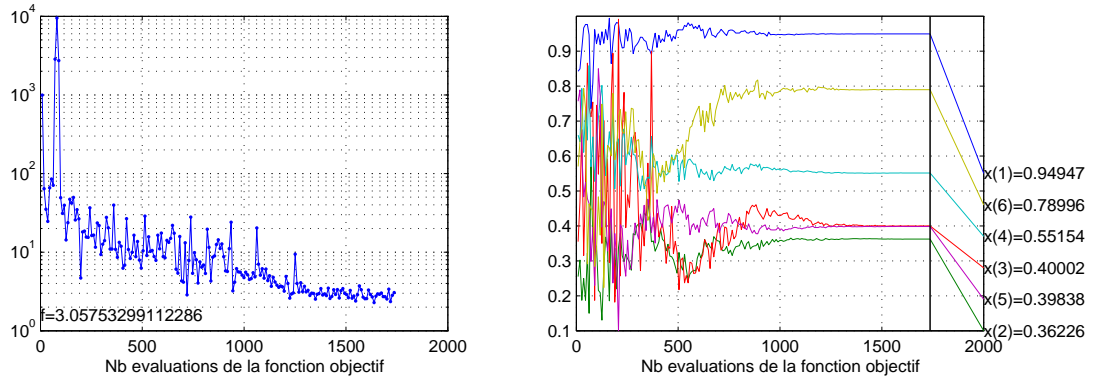 10^4
10^3
10^2
10^1
10^0
f=3.05753299112286
0 500 1000 1500 2000
Nb evaluations de la fonction objectif
0.9
0.8
0.7
0.6
0.5
0.4
0.3
0.2
0.1
x(1)=0.94947
x(6)=0.78996
x(4)=0.55154
x(3)=0.40002
x(5)=0.39838
x(2)=0.36226
0 500 1000 1500 2000
Nb evaluations de la fonction objectif